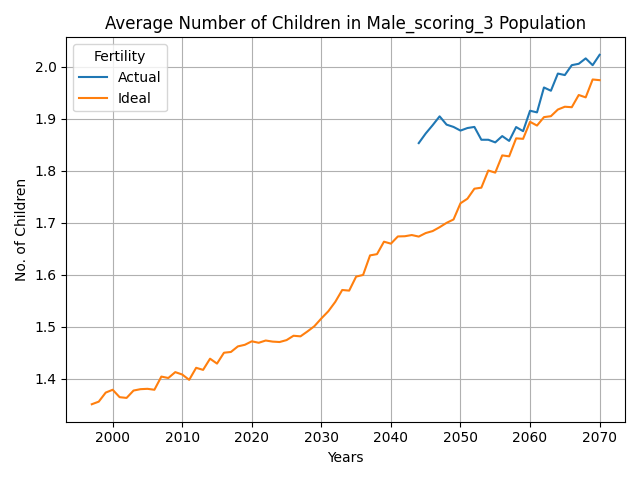 Average Number of Children in Male_scoring_3 Population
Fertility
Actual
Ideal
No. of Children
2.0
1.9
1.8
1.7
1.6
1.5
1.4
2000 2010 2020 2030 2040 2050 2060 2070
Years